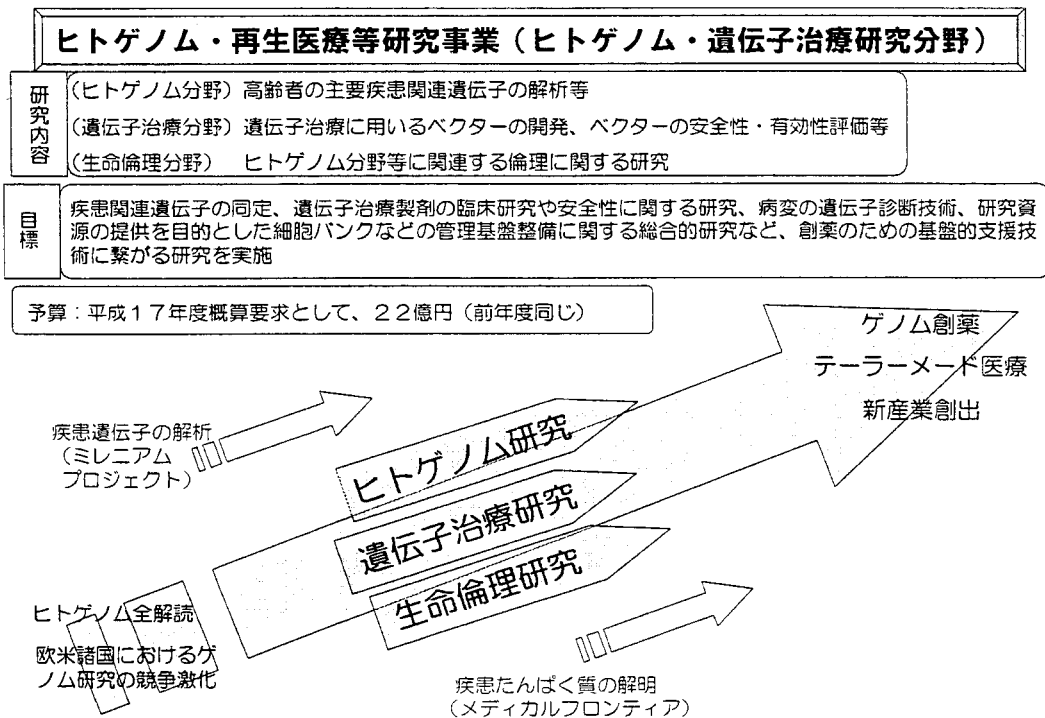 ヒトゲノム・再生医療等研究事業（ヒトゲノム・遺伝子治療研究分野）
研究内容
（ヒトゲノム分野）高齢者の主要疾患関連遺伝子の解析等
（遺伝子治療分野）遺伝子治療に用いるベクターの開発、ベクターの安全性・有効性評価等
（生命倫理分野）　ヒトゲノム分野等に関連する倫理に関する研究
目標
疾患関連遺伝子の同定、遺伝子治療製剤の臨床研究や安全性に関する研究、病変の遺伝子診断技術、研究資
源の提供を目的とした細胞バンクなどの管理基盤整備に関する総合的研究など、創薬のための基盤的支援技
術に繋がる研究を実施
予算：平成１７年度概算要求として、２２億円（前年度同じ）
ゲノム創薬
テーラーメード医療
新産業創出
疾患遺伝子の解析
（ミレニアム
プロジェクト）
ヒトゲノム研究
遺伝子治療研究
生命倫理研究
ヒトゲノム全解読
欧米諸国におけるゲ
ノム研究の競争激化
疾患たんぱく質の解明
（メディカルフロンティア）